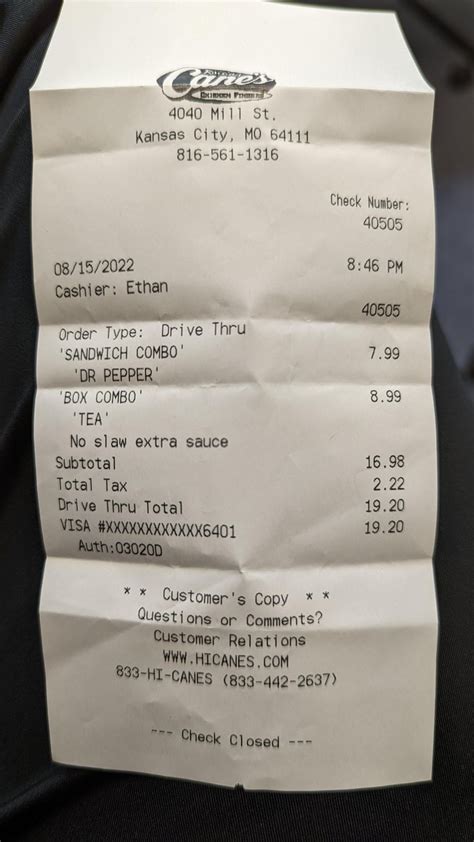 Cane's
CHICKEN FINGERS
4040 Mill St.
Kansas City, MO 64111
816-561-1316
Check Number:
40505
08/15/2022 8:46 PM
Cashier: Ethan
40505
Order Type: Drive Thru
'SANDWICH COMBO' 7.99
'DR PEPPER'
'BOX COMBO' 8.99
'TEA'
No slaw extra sauce
Subtotal 16.98
Total Tax 2.22
Drive Thru Total 19.20
VISA #XXXXXXXXXXXX6401 19.20
Auth:03020D
* * Customer's Copy * *
Questions or Comments?
Customer Relations
WWW.HICANES.COM
833-HI-CANES (833-442-2637)
--- Check Closed ---